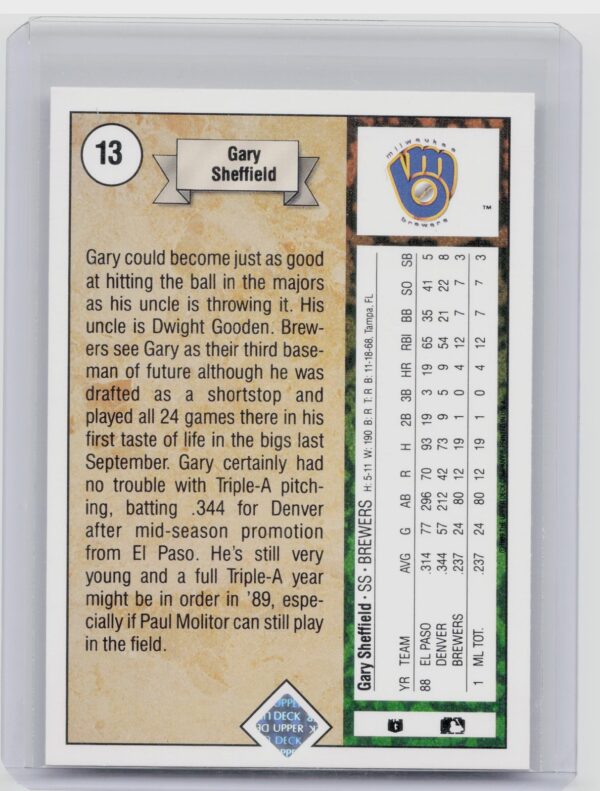 13
Gary
Sheffield
Gary could become just as good
at hitting the ball in the majors
as his uncle is throwing it. His
uncle is Dwight Gooden. Brew-
ers see Gary as their third base-
man of future although he was
drafted as a shortstop and
played all 24 games there in his
first taste of life in the bigs last
September. Gary certainly had
no trouble with Triple-A pitch-
ing, batting .344 for Denver
after mid-season promotion
from El Paso. He's still very
young and a full Triple-A year
might be in order in '89, espe-
cially if Paul Molitor can still play
in the field.
UPPER
DECK
UPPER
DECK
milwaukee
brewers
TM
Gary Sheffield · SS · BREWERS
H: 5-11 W: 190 B: R T: R B: 11-18-68, Tampa, FL
YR TEAM AVG G AB R H 2B 3B HR RBI BB SO SB
88 EL PASO .314 77 296 70 93 19 3 19 65 35 41 5
DENVER .344 57 212 42 73 9 5 9 54 21 22 8
BREWERS .237 24 80 12 19 1 0 4 12 7 7 3
1 ML TOT. .237 24 80 12 19 1 0 4 12 7 7 3